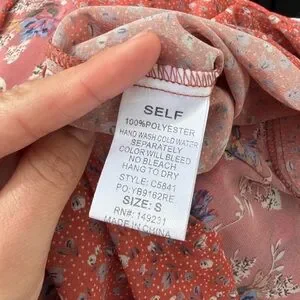 SELF
100%POLYESTER
HAND WASH COLD WATER
SEPARATELY
COLOR WILL BLEED
NO BLEACH
HANG TO DRY
STYLE: C5841
PO:YB9162RE
SIZE: S
RN#: 149231
MADE IN CHINA